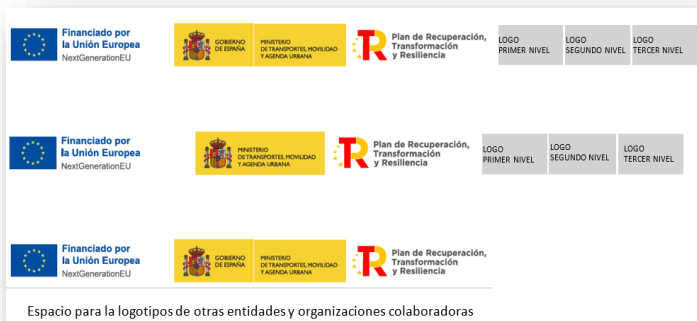 Financiado por
la Unión Europea
NextGenerationEU
GOBIERNO
DE ESPAÑA
MINISTERIO
DE TRANSPORTES, MOVILIDAD
Y AGENDA URBANA
Plan de Recuperación,
Transformación
y Resiliencia
LOGO
PRIMER NIVEL
LOGO
SEGUNDO NIVEL
LOGO
TERCER NIVEL
Financiado por
la Unión Europea
NextGenerationEU
MINISTERIO
DE TRANSPORTES, MOVILIDAD
Y AGENDA URBANA
Plan de Recuperación,
Transformación
y Resiliencia
LOGO
PRIMER NIVEL
LOGO
SEGUNDO NIVEL
LOGO
TERCER NIVEL
Financiado por
la Unión Europea
NextGenerationEU
GOBIERNO
DE ESPAÑA
MINISTERIO
DE TRANSPORTES, MOVILIDAD
Y AGENDA URBANA
Plan de Recuperación,
Transformación
y Resiliencia
Espacio para la logotipos de otras entidades y organizaciones colaboradoras